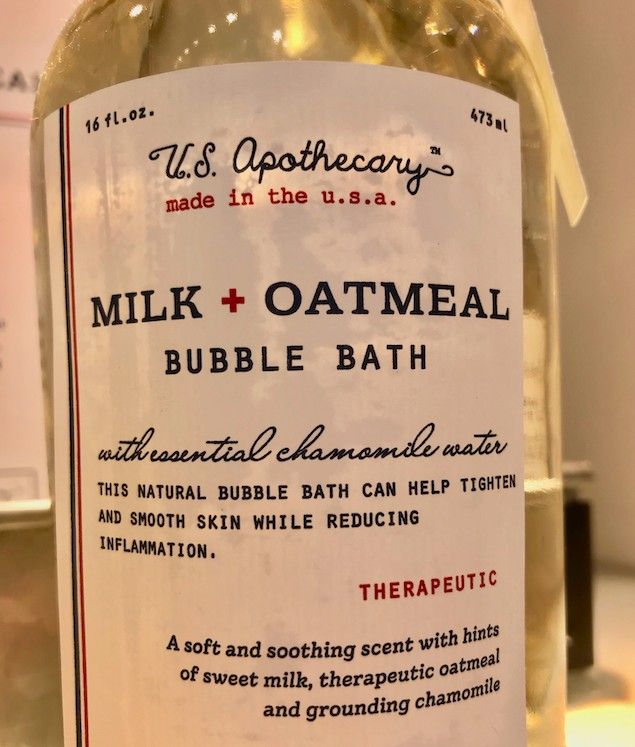 16 fl.oz.
473ml
U.S. Apothecary™
made in the u.s.a.
MILK + OATMEAL
BUBBLE BATH
with essential chamomile water
THIS NATURAL BUBBLE BATH CAN HELP TIGHTEN
AND SMOOTH SKIN WHILE REDUCING
INFLAMMATION.
THERAPEUTIC
A soft and soothing scent with hints
of sweet milk, therapeutic oatmeal
and grounding chamomile